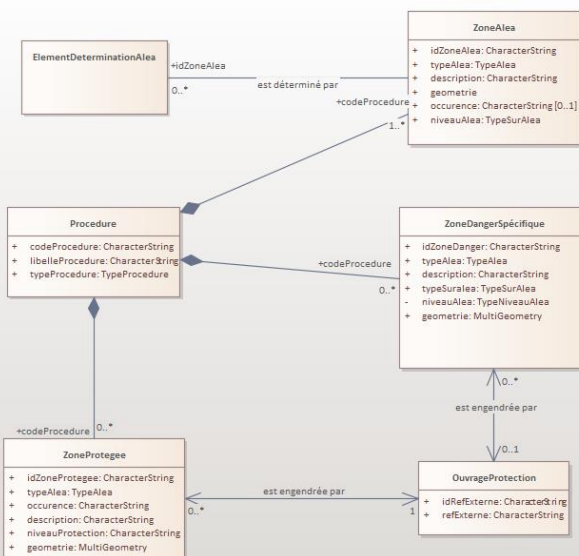 ZoneAlea
+ idZoneAlea: CharacterString
+ typeAlea: TypeAlea
+ description: CharacterString
+ geometrie
+ occurence: CharacterString [0..1]
+ niveauAlea: TypeSurAlea
ElementDeterminationAlea
+idZoneAlea
0..*
est déterminé par
+codeProcedure
1..*
Procedure
+ codeProcedure: CharacterString
+ libelleProcedure: CharacterString
+ typeProcedure: TypeProcedure
ZoneDangerSpécifique
+ idZoneDanger: CharacterString
+ typeAlea: TypeAlea
+ description: CharacterString
+ typeSuralea: TypeSurAlea
- niveauAlea: TypeNiveauAlea
+ geometrie: MultiGeometry
+codeProcedure
0..*
0..*
est engendrée par
0..1
+codeProcedure
0..*
ZoneProtegee
+ idZoneProtegee: CharacterString
+ typeAlea: TypeAlea
+ occurence: CharacterString
+ description: CharacterString
+ niveauProtection: CharacterString
+ geometrie: MultiGeometry
est engendrée par
0..*
1
OuvrageProtection
+ idRefExterne: CharacterString
+ refExterne: CharacterString